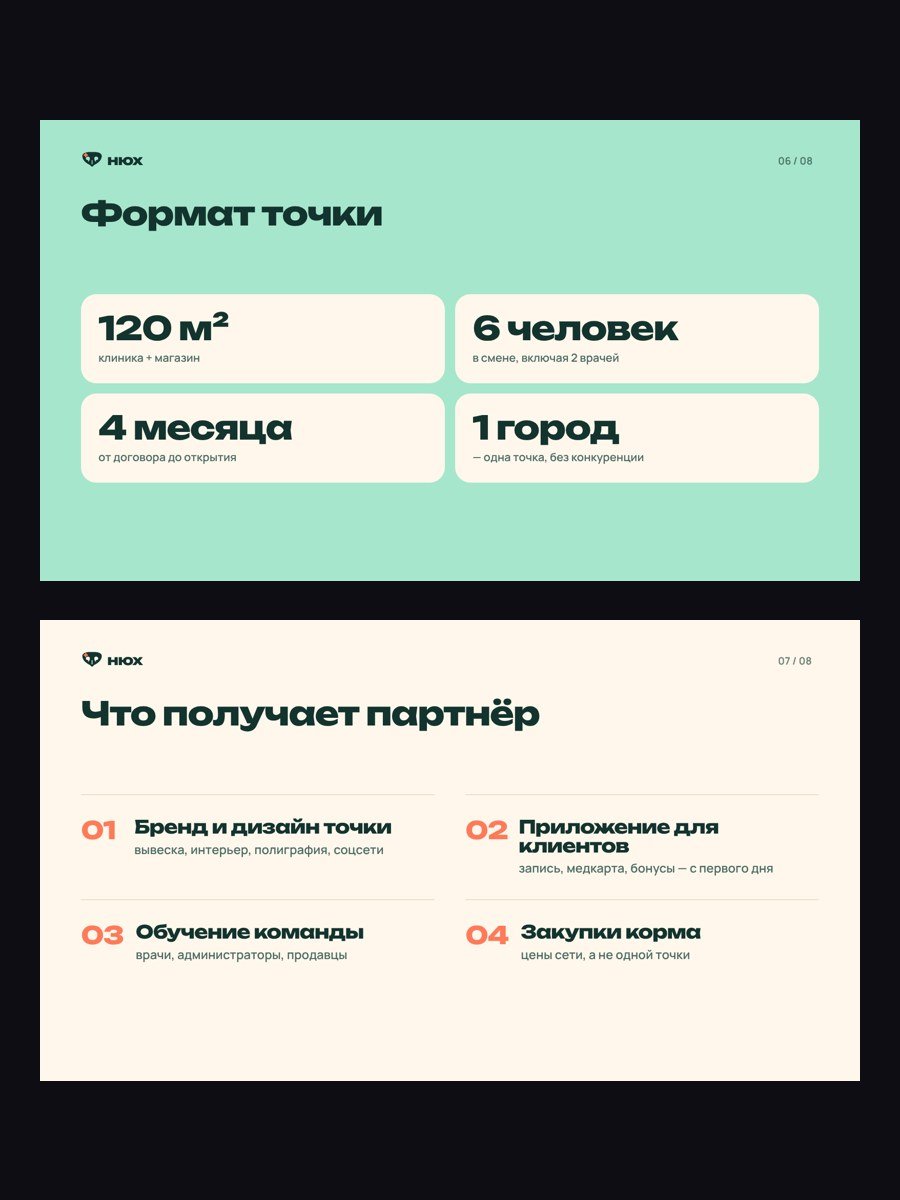 НЮХ
06 / 08
Формат точки
120 м²
клиника + магазин
6 человек
в смене, включая 2 врачей
4 месяца
от договора до открытия
1 город
— одна точка, без конкуренции
НЮХ
07 / 08
Что получает партнёр
01
Бренд и дизайн точки
вывеска, интерьер, полиграфия, соцсети
02
Приложение для
клиентов
запись, медкарта, бонусы — с первого дня
03
Обучение команды
врачи, администраторы, продавцы
04
Закупки корма
цены сети, а не одной точки